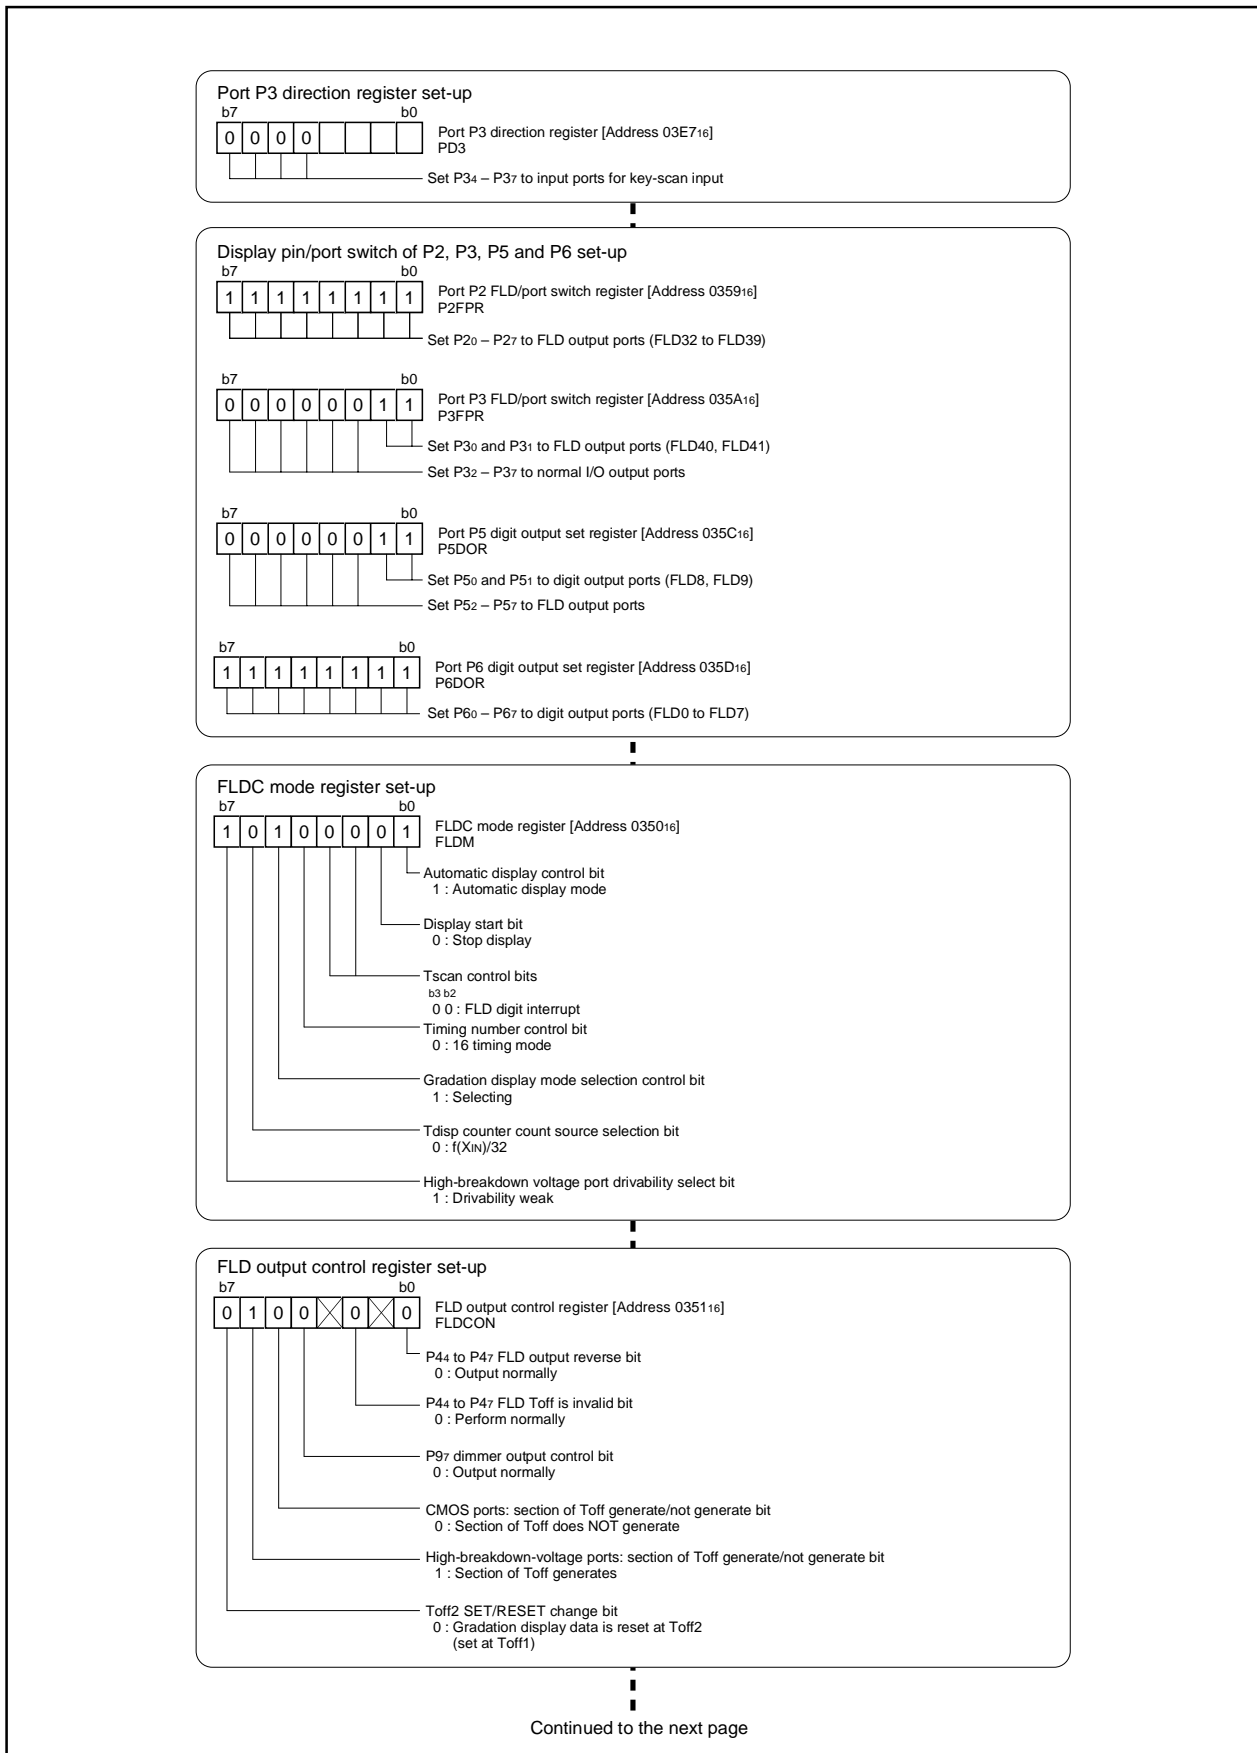 Port P3 direction register set-up
b7 b0
0 0 0 0 Port P3 direction register [Address 03E716]
PD3
Set P34 – P37 to input ports for key-scan input
Display pin/port switch of P2, P3, P5 and P6 set-up
b7 b0
1 1 1 1 1 1 1 1 Port P2 FLD/port switch register [Address 035916]
P2FPR
Set P20 – P27 to FLD output ports (FLD32 to FLD39)
b7 b0
0 0 0 0 0 0 1 1 Port P3 FLD/port switch register [Address 035A16]
P3FPR
Set P30 and P31 to FLD output ports (FLD40, FLD41)
Set P32 – P37 to normal I/O output ports
b7 b0
0 0 0 0 0 0 1 1 Port P5 digit output set register [Address 035C16]
P5DOR
Set P50 and P51 to digit output ports (FLD8, FLD9)
Set P52 – P57 to FLD output ports
b7 b0
1 1 1 1 1 1 1 1 Port P6 digit output set register [Address 035D16]
P6DOR
Set P60 – P67 to digit output ports (FLD0 to FLD7)
FLDC mode register set-up
b7 b0
1 0 1 0 0 0 0 1 FLDC mode register [Address 035016]
FLDM
Automatic display control bit
1 : Automatic display mode
Display start bit
0 : Stop display
Tscan control bits
b3 b2
0 0 : FLD digit interrupt
Timing number control bit
0 : 16 timing mode
Gradation display mode selection control bit
1 : Selecting
Tdisp counter count source selection bit
0 : f(XIN)/32
High-breakdown voltage port drivability select bit
1 : Drivability weak
FLD output control register set-up
b7 b0
0 1 0 0 0 0 FLD output control register [Address 035116]
FLDCON
P44 to P47 FLD output reverse bit
0 : Output normally
P44 to P47 FLD Toff is invalid bit
0 : Perform normally
P97 dimmer output control bit
0 : Output normally
CMOS ports: section of Toff generate/not generate bit
0 : Section of Toff does NOT generate
High-breakdown-voltage ports: section of Toff generate/not generate bit
1 : Section of Toff generates
Toff2 SET/RESET change bit
0 : Gradation display data is reset at Toff2
(set at Toff1)
Continued to the next page